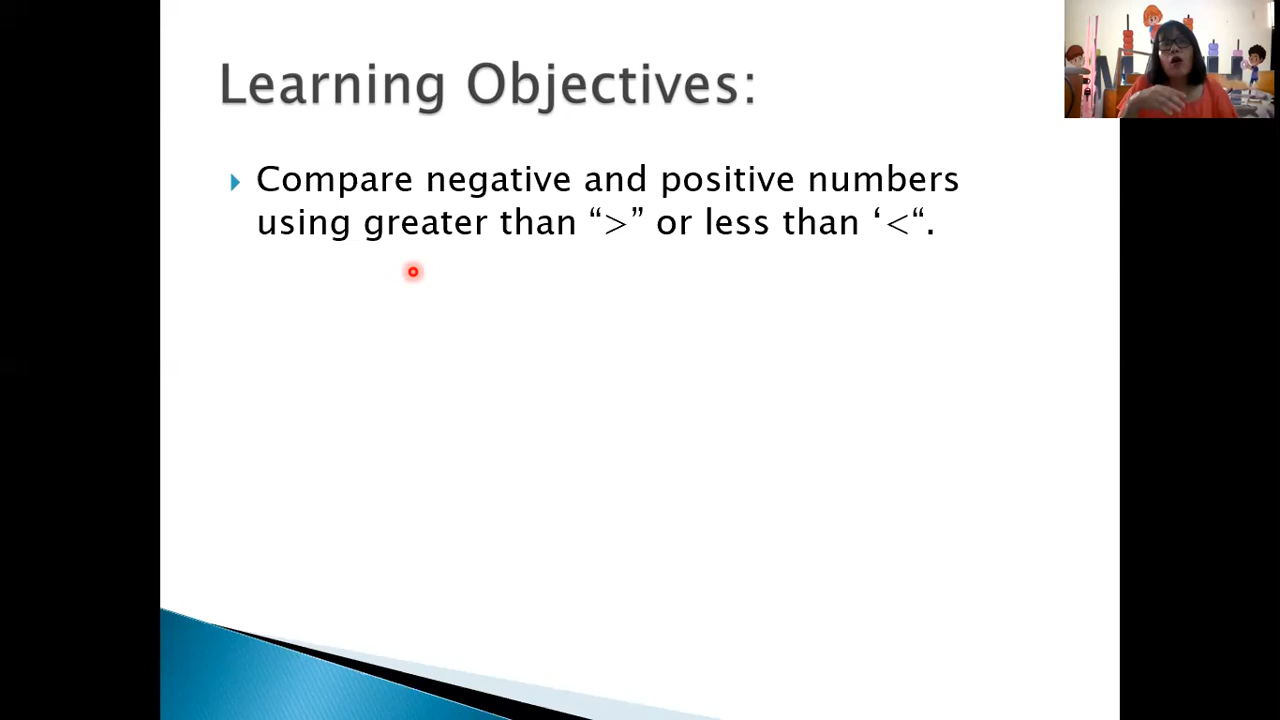 Learning Objectives:
Compare negative and positive numbers
using greater than “>” or less than ‘<“.